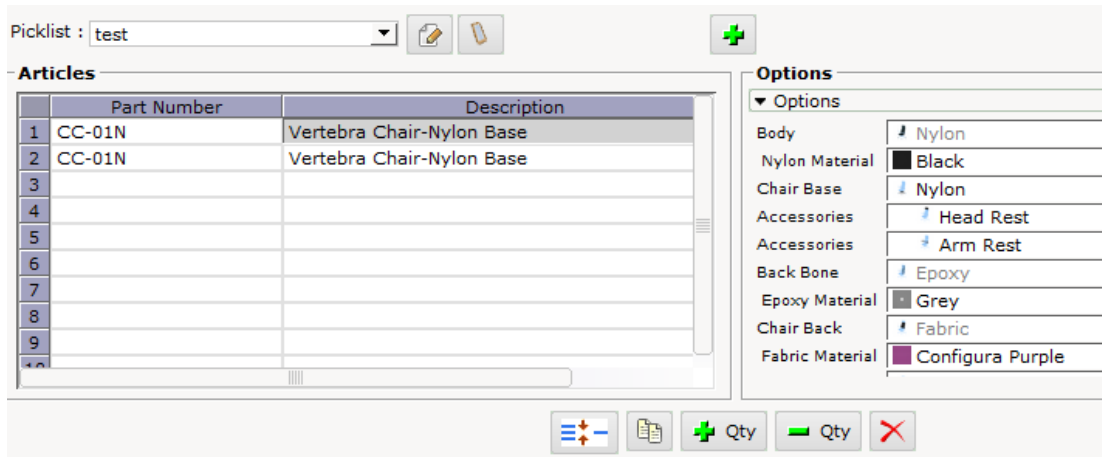 Picklist : test
Articles
Part Number Description
1 CC-01N Vertebra Chair-Nylon Base
2 CC-01N Vertebra Chair-Nylon Base
3
4
5
6
7
8
9
10
Options
Options
Body Nylon
Nylon Material Black
Chair Base Nylon
Accessories Head Rest
Accessories Arm Rest
Back Bone Epoxy
Epoxy Material Grey
Chair Back Fabric
Fabric Material Configura Purple
Qty Qty